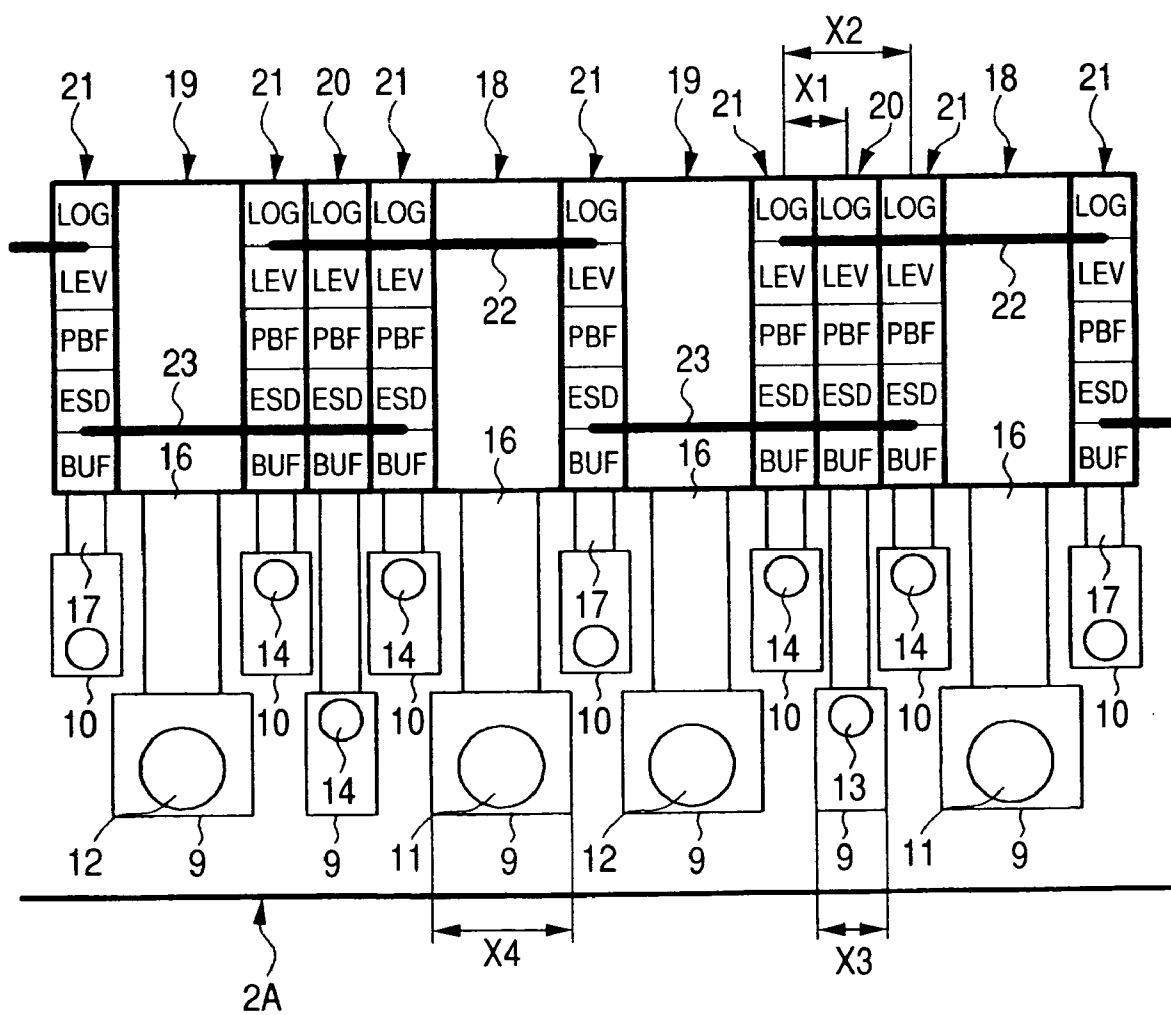 X2
21 19 21 20 21 18 21 19 21 X1 20 21 18 21
LOG LOG LOG LOG LOG LOG LOG LOG LOG
LEV LEV LEV LEV LEV LEV LEV LEV LEV
22 22
PBF PBF PBF PBF PBF PBF PBF PBF PBF
23 23
ESD ESD ESD ESD ESD ESD ESD ESD ESD
16 16 16 16
BUF BUF BUF BUF BUF BUF BUF BUF BUF
17 14 14 17 14 14 17
10 10 10 10 10 10 10
14 13
12 9 9 11 9 12 9 9 11 9
X4 X3
2A